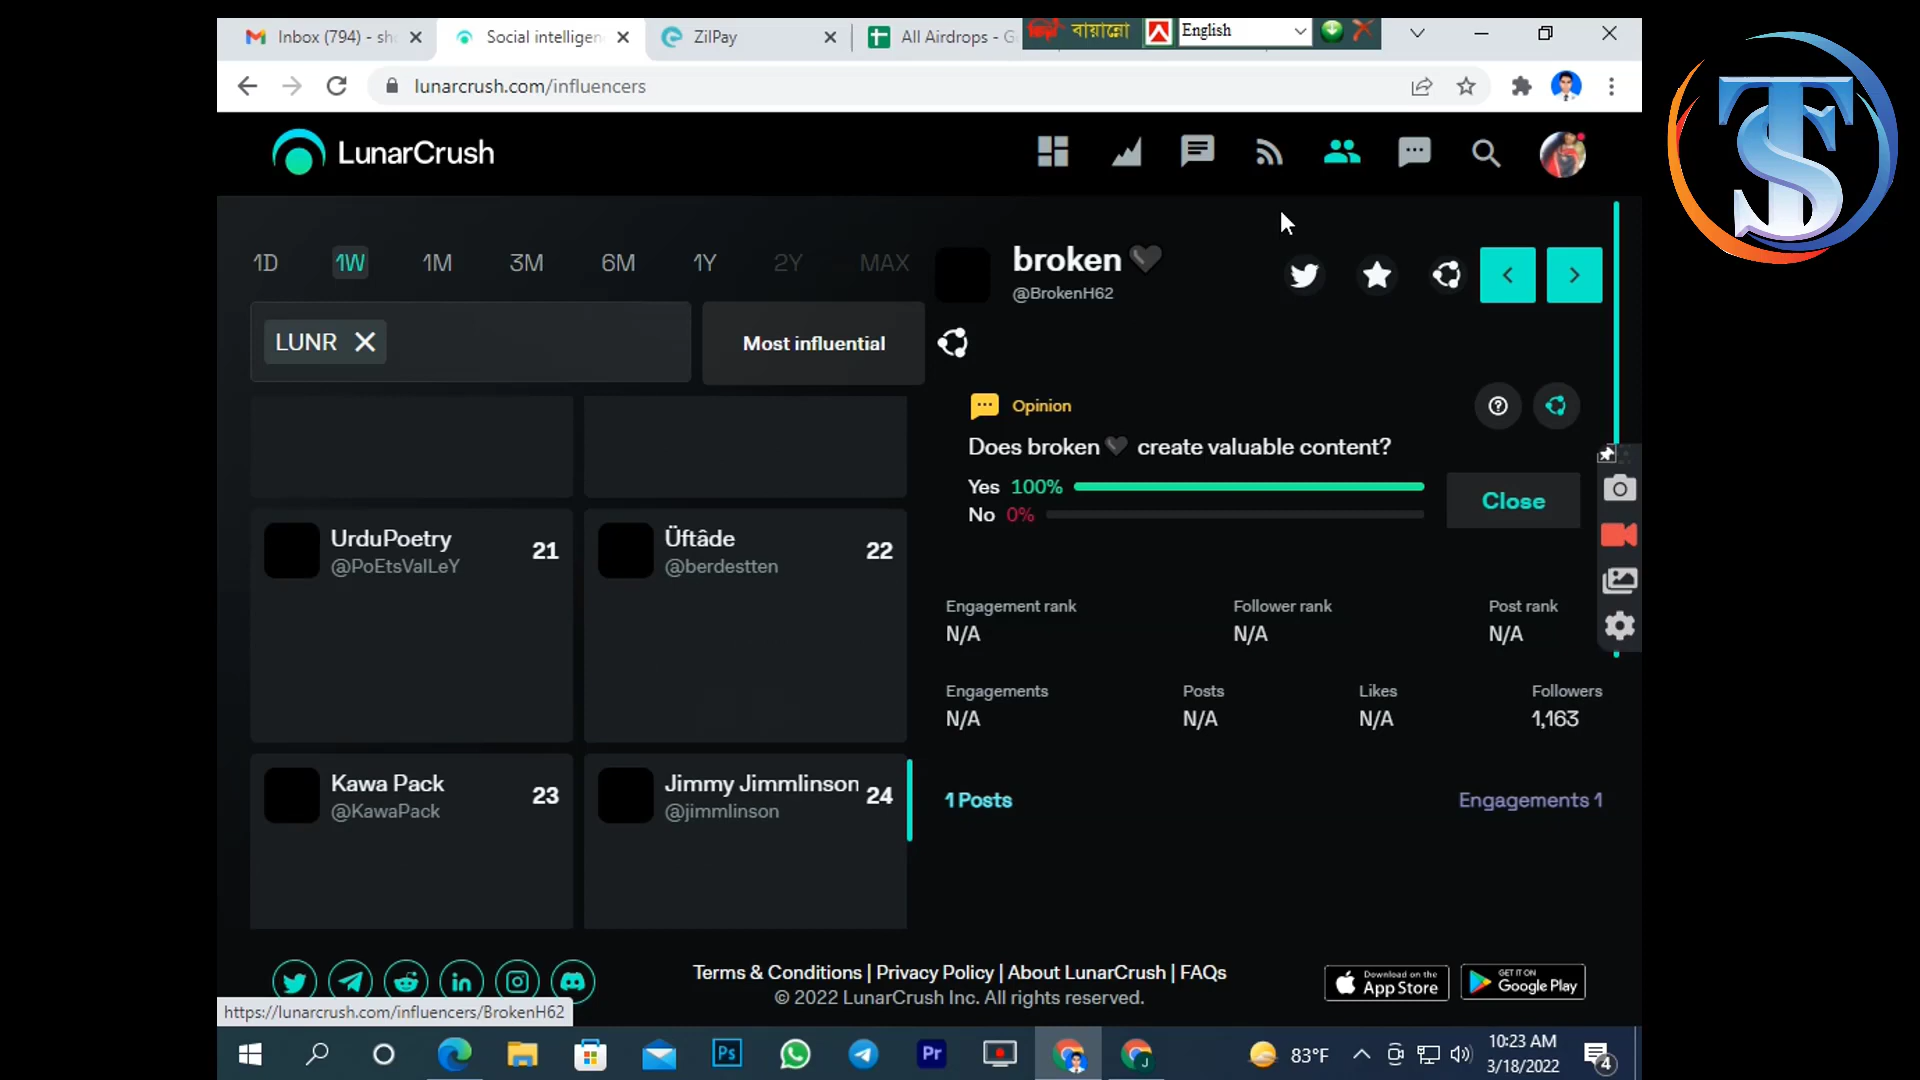 Inbox (794) - sh
Social intelligen
ZilPay
All Airdrops - G
বায়ান্নো
English
lunarcrush.com/influencers
TS
LunarCrush
1D
1W
1M
3M
6M
1Y
2Y
MAX
broken
@BrokenH62
LUNR
Most influential
Opinion
Does broken create valuable content?
Yes 100%
No 0%
Close
UrduPoetry
@PoEtsValLeY
21
Üftâde
@berdestten
22
Engagement rank
N/A
Follower rank
N/A
Post rank
N/A
Engagements
N/A
Posts
N/A
Likes
N/A
Followers
1,163
Kawa Pack
@KawaPack
23
Jimmy Jimmlinson
@jimmlinson
24
1 Posts
Engagements 1
Terms & Conditions | Privacy Policy | About LunarCrush | FAQs
© 2022 LunarCrush Inc. All rights reserved.
Download on the
App Store
GET IT ON
Google Play
https://lunarcrush.com/influencers/BrokenH62
Ps
Pr
J
83°F
10:23 AM
3/18/2022
4